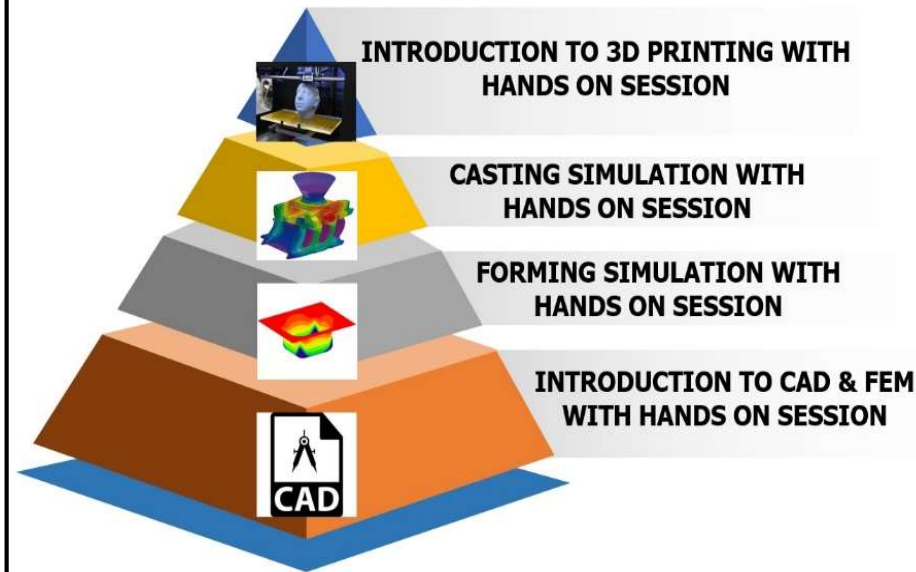 INTRODUCTION TO 3D PRINTING WITH
HANDS ON SESSION
CASTING SIMULATION WITH
HANDS ON SESSION
FORMING SIMULATION WITH
HANDS ON SESSION
INTRODUCTION TO CAD & FEM
WITH HANDS ON SESSION
CAD